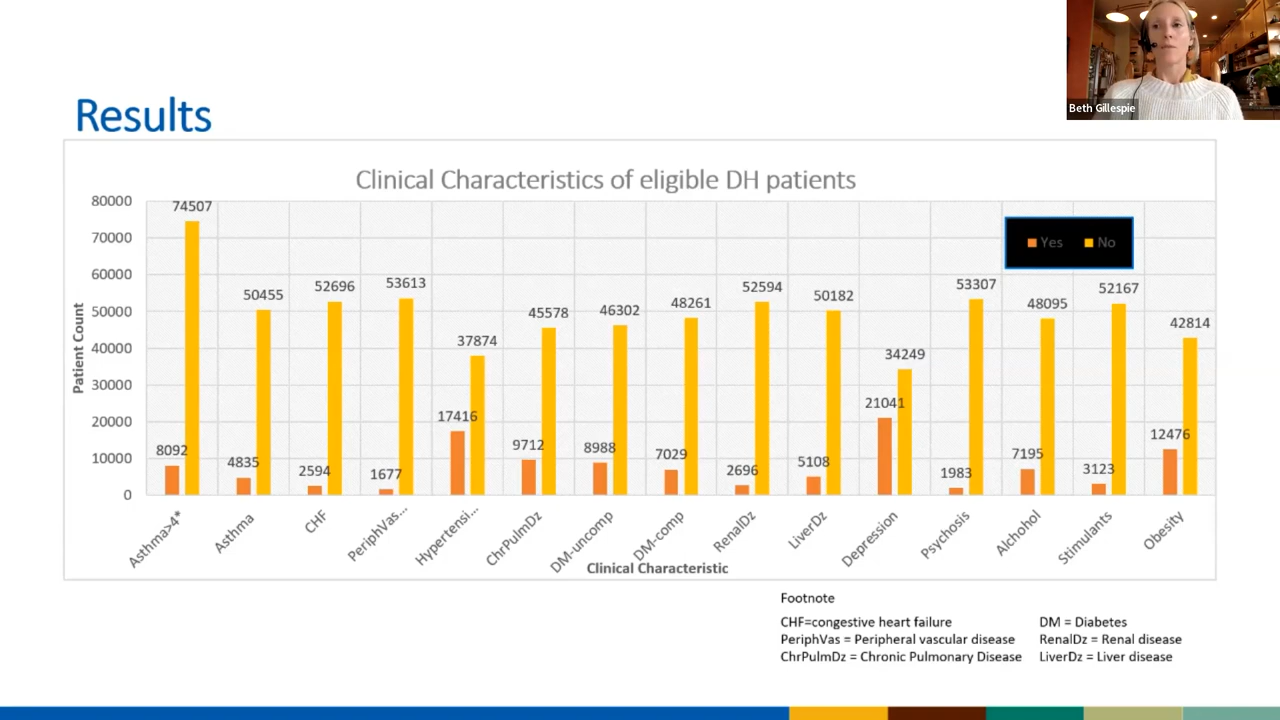 Beth Gillespie
Results
Clinical Characteristics of eligible DH patients
80000
70000
60000
50000
40000
30000
20000
10000
0
Patient Count
Yes No
8092 74507
4835 50455
2594 52696
1677 53613
17416 37874
9712 45578
8988 46302
7029 48261
2696 52594
5108 50182
21041 34249
1983 53307
7195 48095
3123 52167
12476 42814
Asthma>4*
Asthma
CHF
PeriphVas...
Hypertensi...
ChrPulmDz
DM-uncomp
DM-comp
RenalDz
LiverDz
Depression
Psychosis
Alchohol
Stimulants
Obesity
Clinical Characteristic
Footnote
CHF=congestive heart failure
PeriphVas = Peripheral vascular disease
ChrPulmDz = Chronic Pulmonary Disease
DM = Diabetes
RenalDz = Renal disease
LiverDz = Liver disease